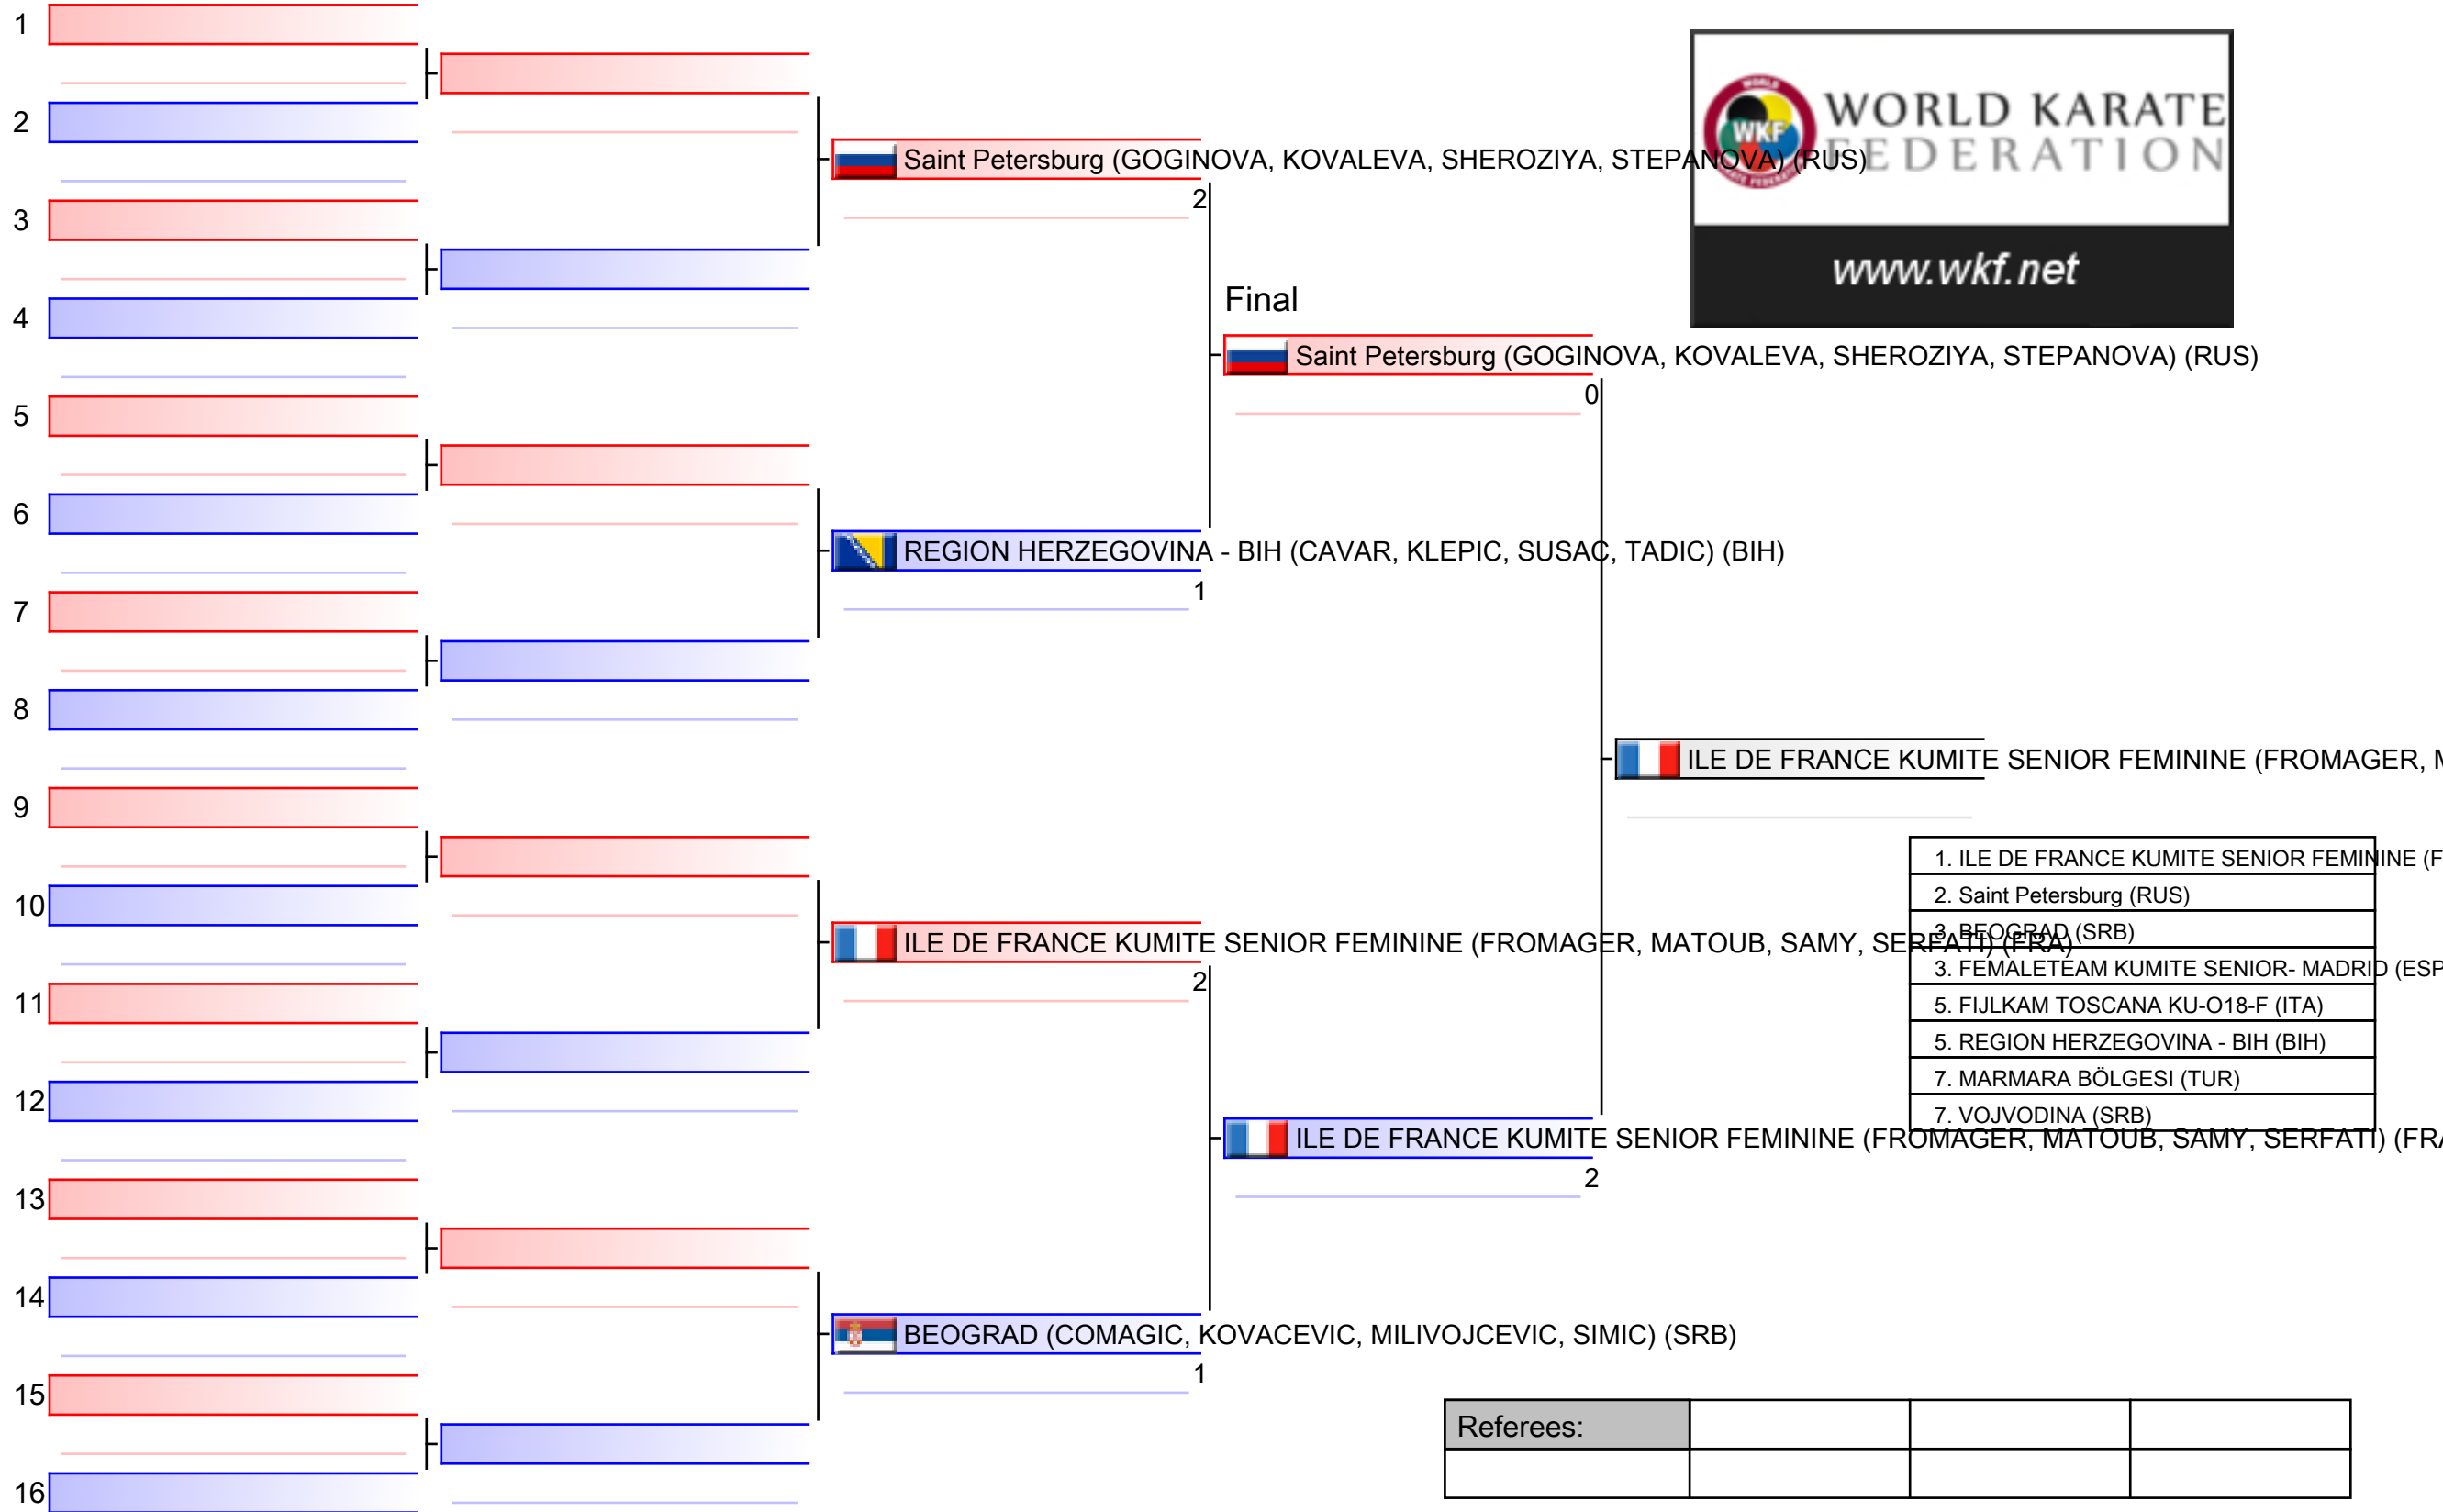 1
2
3
4
5
6
7
8
9
10
11
12
13
14
15
16
Saint Petersburg (GOGINOVA, KOVALEVA, SHEROZIYA, STEPANOVA) (RUS)
2
REGION HERZEGOVINA - BIH (CAVAR, KLEPIC, SUSAC, TADIC) (BIH)
1
ILE DE FRANCE KUMITE SENIOR FEMININE (FROMAGER, MATOUB, SAMY, SERFATI) (FRA)
2
BEOGRAD (COMAGIC, KOVACEVIC, MILIVOJCEVIC, SIMIC) (SRB)
1
Final
Saint Petersburg (GOGINOVA, KOVALEVA, SHEROZIYA, STEPANOVA) (RUS)
0
ILE DE FRANCE KUMITE SENIOR FEMININE (FROMAGER, MATOUB, SAMY, SERFATI) (FRA
2
WKF
WORLD KARATE
FEDERATION
www.wkf.net
ILE DE FRANCE KUMITE SENIOR FEMININE (FROMAGER, M
1. ILE DE FRANCE KUMITE SENIOR FEMININE (F
2. Saint Petersburg (RUS)
3. BEOGRAD (SRB)
3. FEMALETEAM KUMITE SENIOR- MADRID (ESP
5. FIJLKAM TOSCANA KU-O18-F (ITA)
5. REGION HERZEGOVINA - BIH (BIH)
7. MARMARA BÖLGESI (TUR)
7. VOJVODINA (SRB)
Referees: